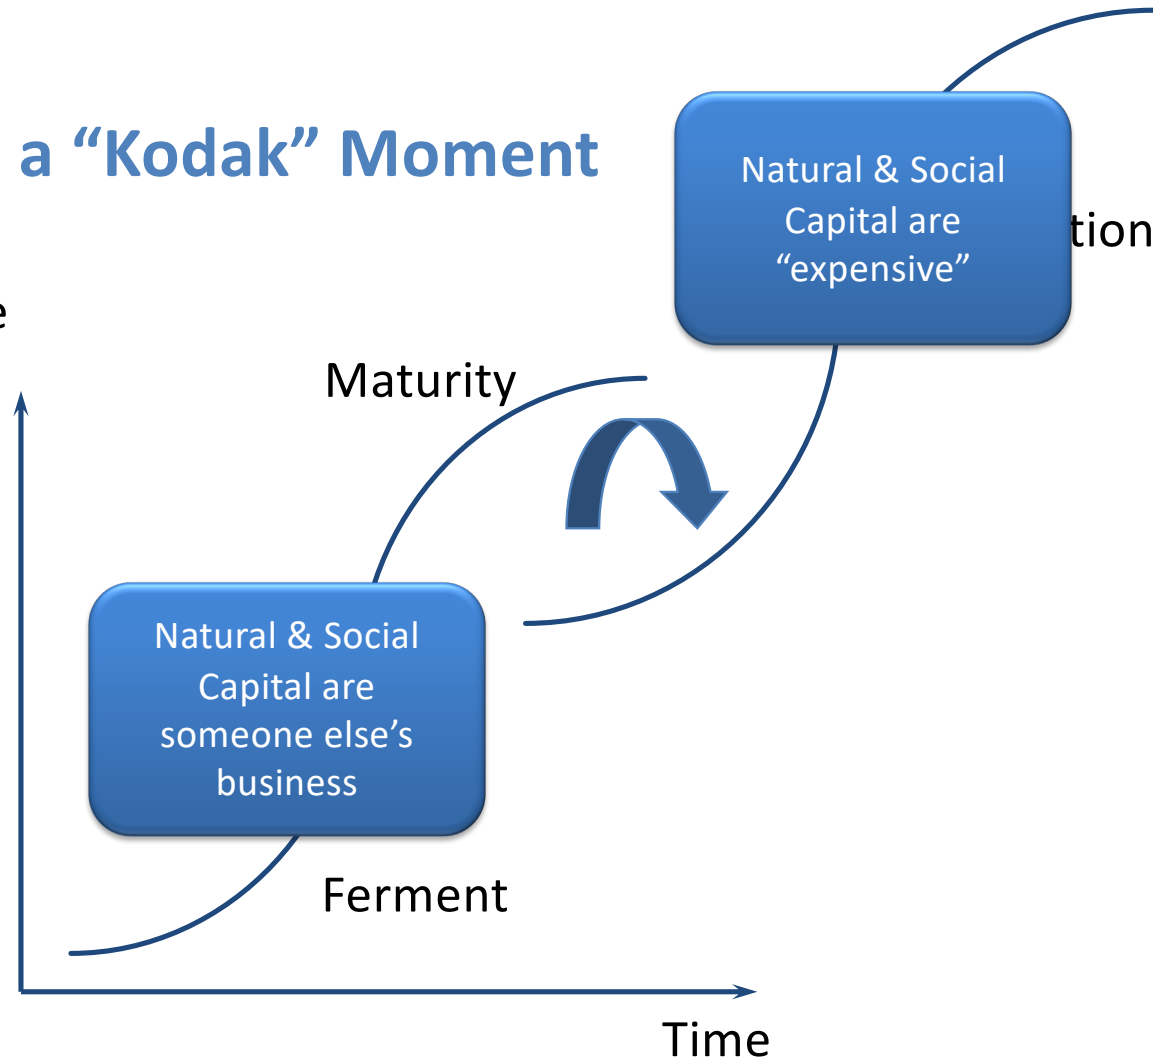 a “Kodak” Moment
Natural & Social
Capital are
“expensive”
tion
e
Maturity
Natural & Social
Capital are
someone else’s
business
Ferment
Time